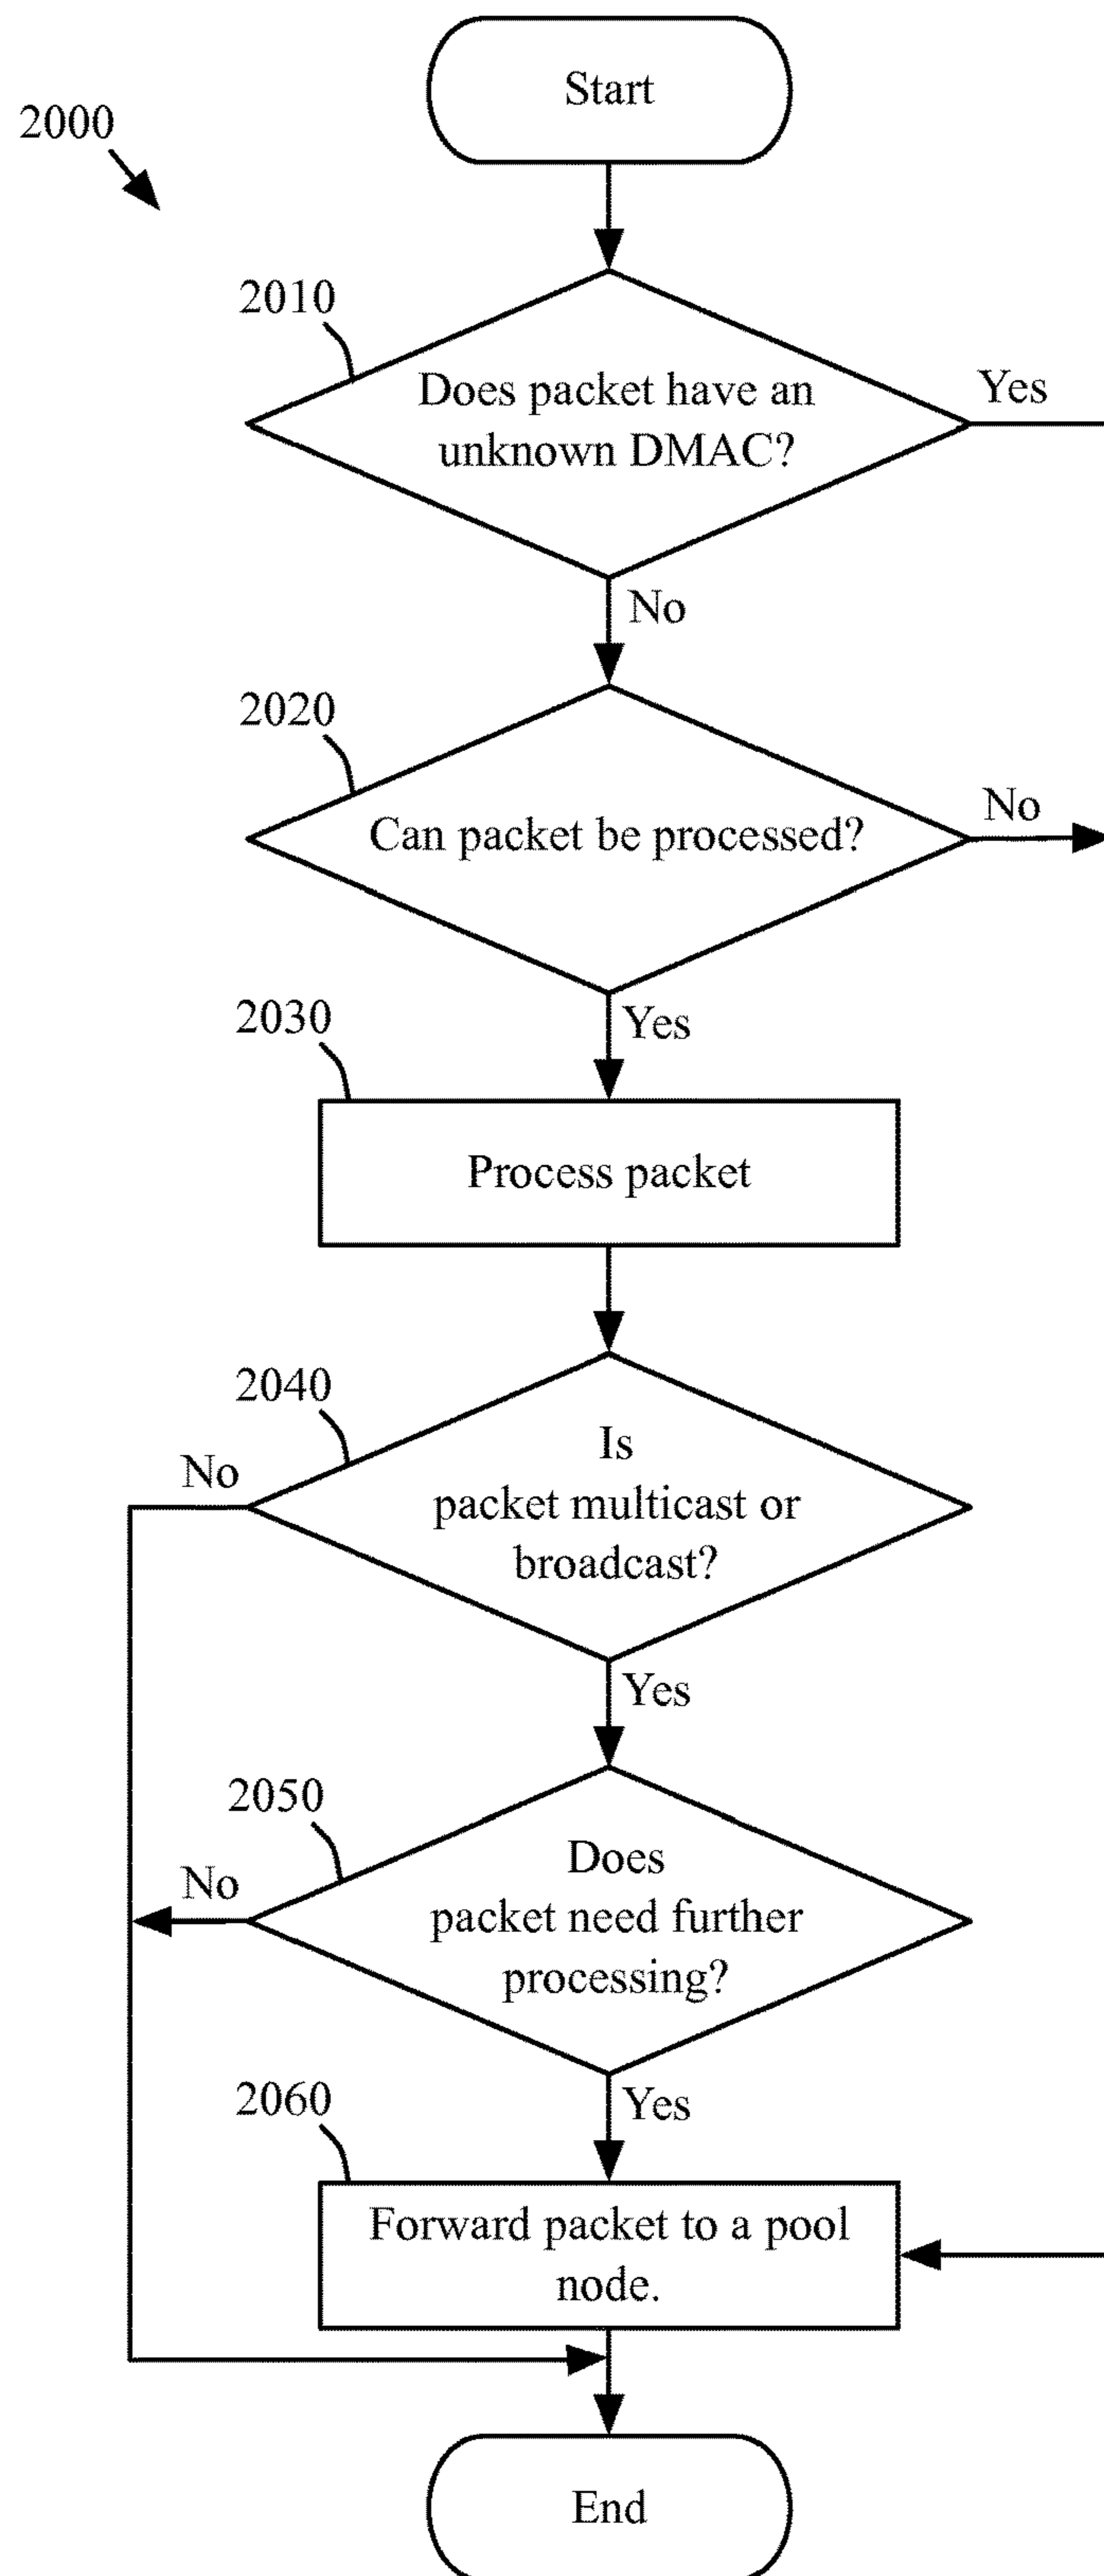 Start
2000
2010
Does packet have an
unknown DMAC?
Yes
No
2020
Can packet be processed?
No
Yes
2030
Process packet
2040
Is
packet multicast or
broadcast?
No
Yes
2050
Does
packet need further
processing?
No
Yes
2060
Forward packet to a pool
node.
End